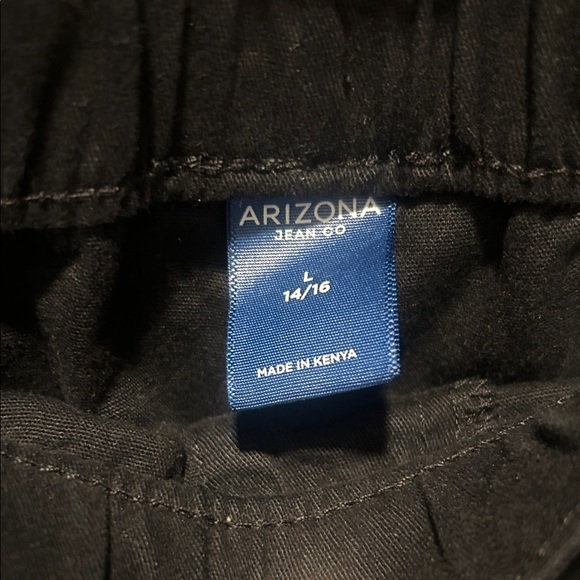 ARIZONA
JEAN CO
L
14/16
MADE IN KENYA